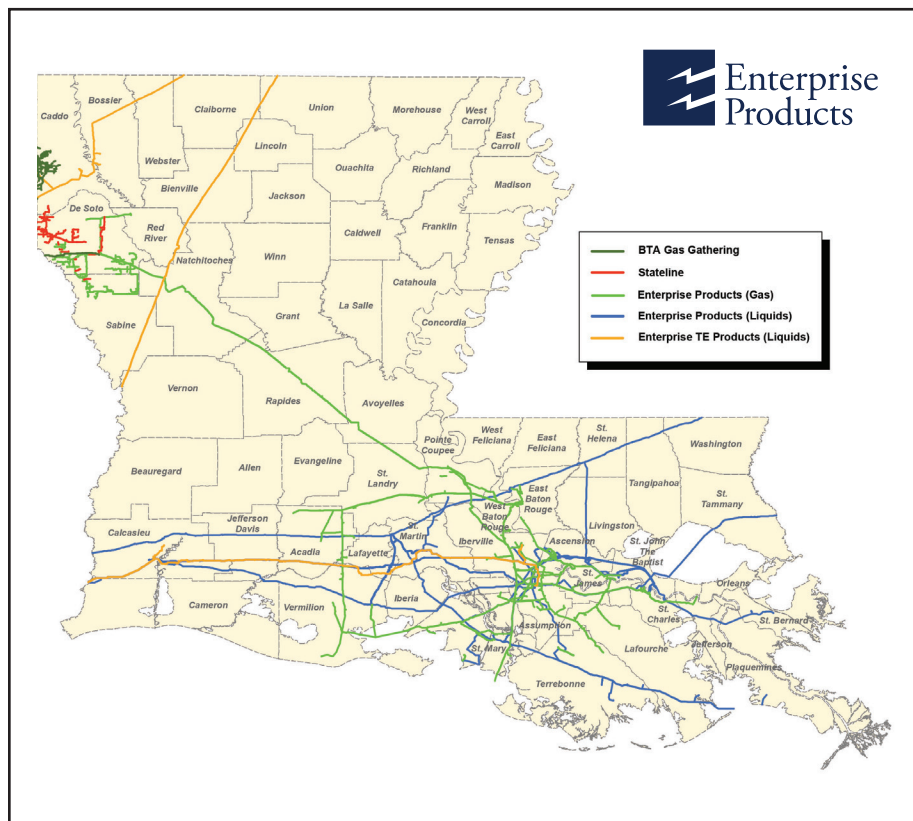 Enterprise
Products
BTA Gas Gathering
Stateline
Enterprise Products (Gas)
Enterprise Products (Liquids)
Enterprise TE Products (Liquids)
Caddo
Bossier
Claiborne
Union
Morehouse
West
Carroll
East
Carroll
Webster
Lincoln
Ouachita
Richland
Madison
Bienville
Jackson
De Soto
Red
River
Caldwell
Franklin
Tensas
Natchitoches
Winn
Catahoula
La Salle
Sabine
Grant
Concordia
Vernon
Rapides
Avoyelles
Pointe
Coupee
West
Feliciana
East
Feliciana
St.
Helena
Washington
Beauregard
Allen
Evangeline
St.
Landry
East
Baton
Rouge
Tangipahoa
St.
Tammany
West
Baton
Rouge
Calcasieu
Jefferson
Davis
Acadia
Lafayette
St.
Martin
Iberville
Ascension
Livingston
St. John
The
Baptist
Cameron
Vermilion
Iberia
St.
James
Orleans
St.
Charles
St. Bernard
Assumption
St. Mary
Lafourche
Jefferson
Plaquemines
Terrebonne